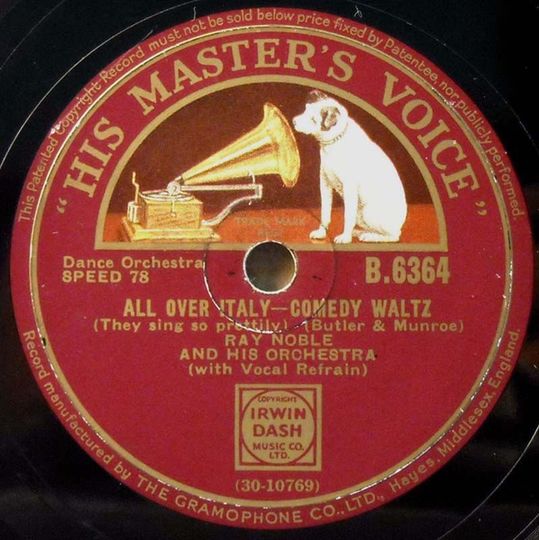 This Patented Copyright Record must not be sold below price fixed by Patentee, nor publicly performed.
"HIS MASTER'S VOICE"
TRADE MARK
Dance Orchestra
SPEED 78
B.6364
ALL OVER ITALY—COMEDY WALTZ
(They sing so prettily) (Butler & Munroe)
RAY NOBLE
AND HIS ORCHESTRA
(with Vocal Refrain)
COPYRIGHT
IRWIN
DASH
MUSIC CO.
LTD.
(30-10769)
Record manufactured by THE GRAMOPHONE CO., LTD., Hayes, Middlesex, England.